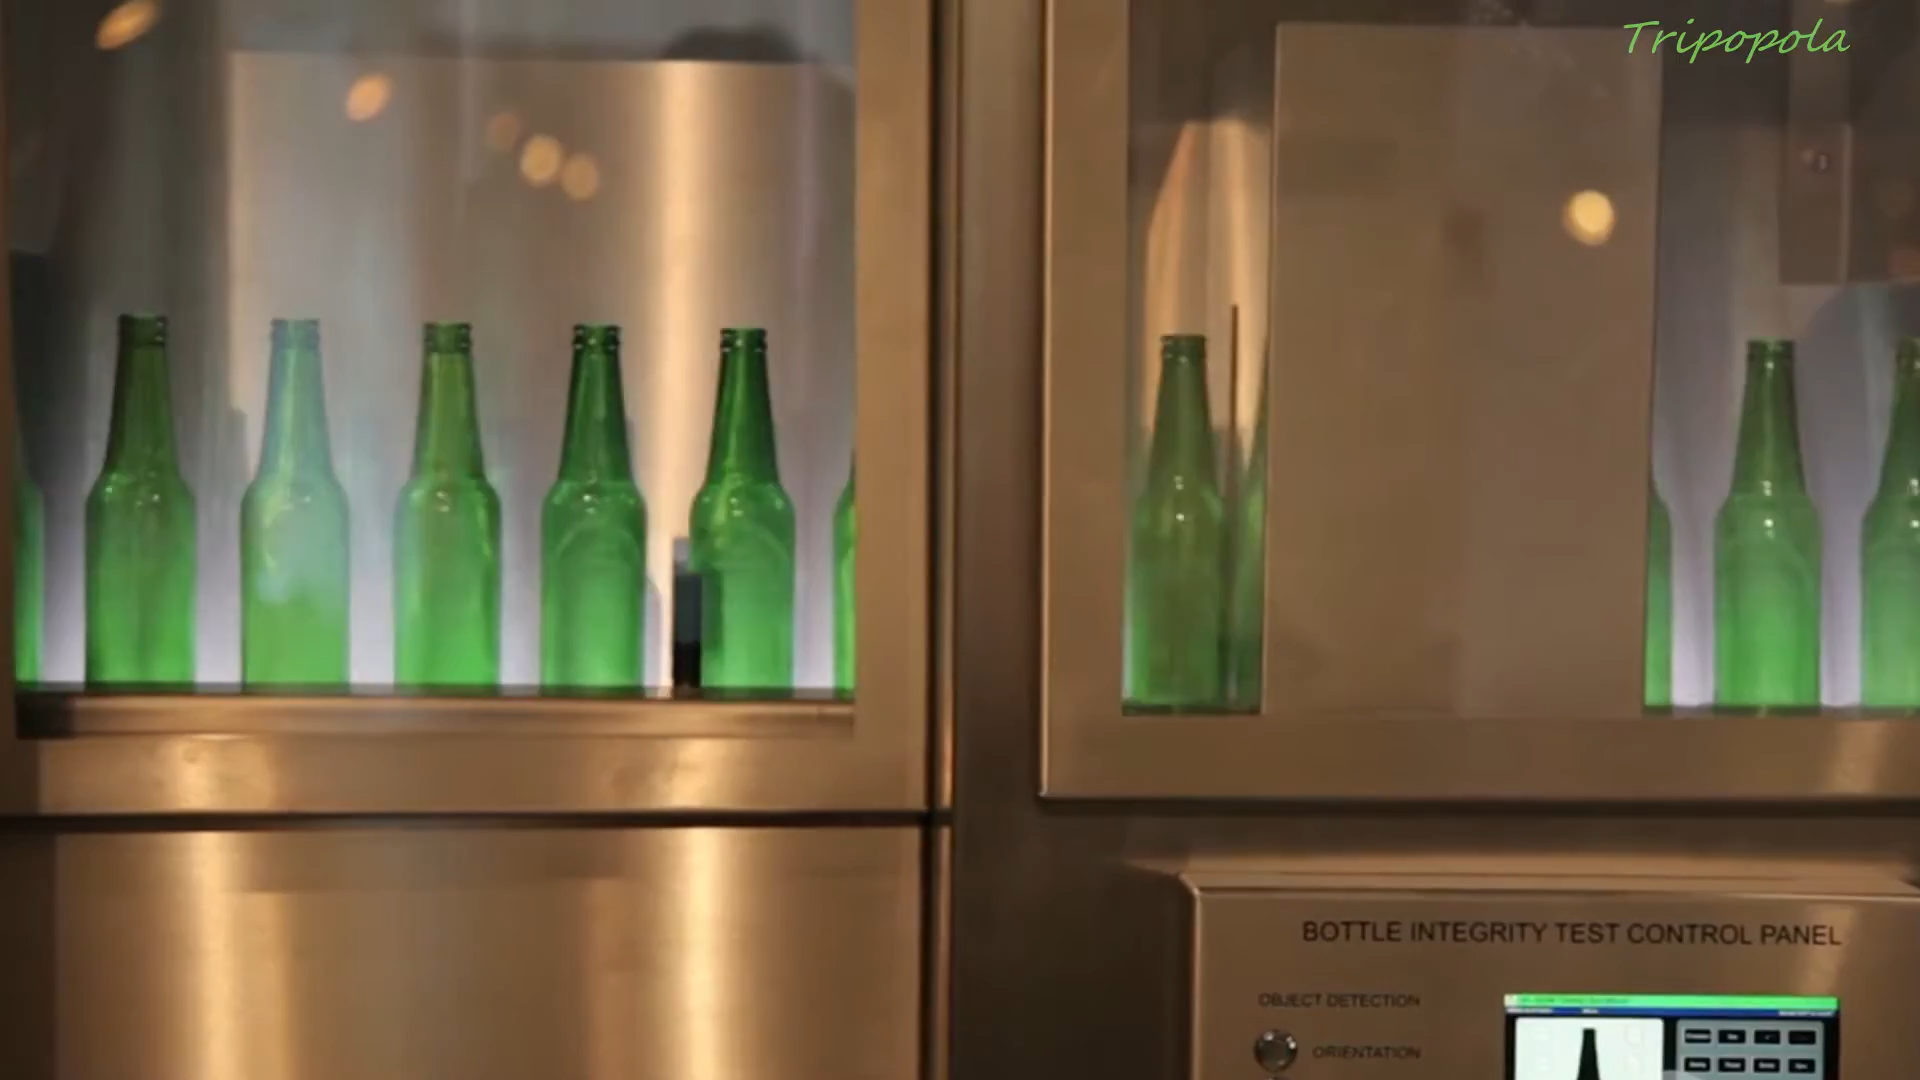 Tripopola
BOTTLE INTEGRITY TEST CONTROL PANEL
OBJECT DETECTION
ORIENTATION